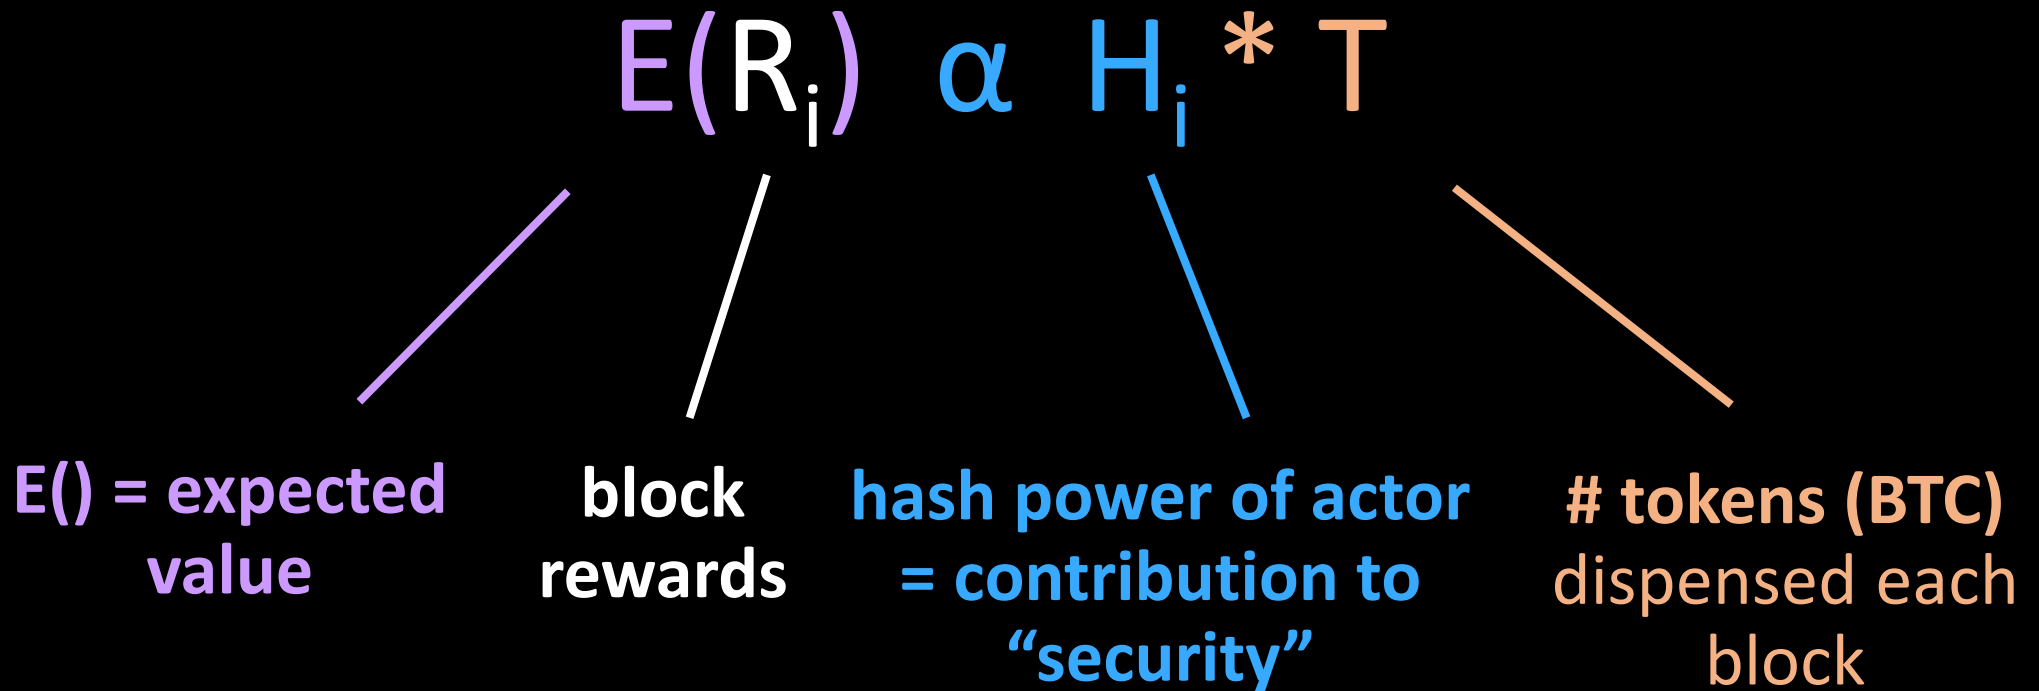 E(Rᵢ) α Hᵢ * T
E() = expected
value
block
rewards
hash power of actor
= contribution to
“security”
# tokens (BTC)
dispensed each
block